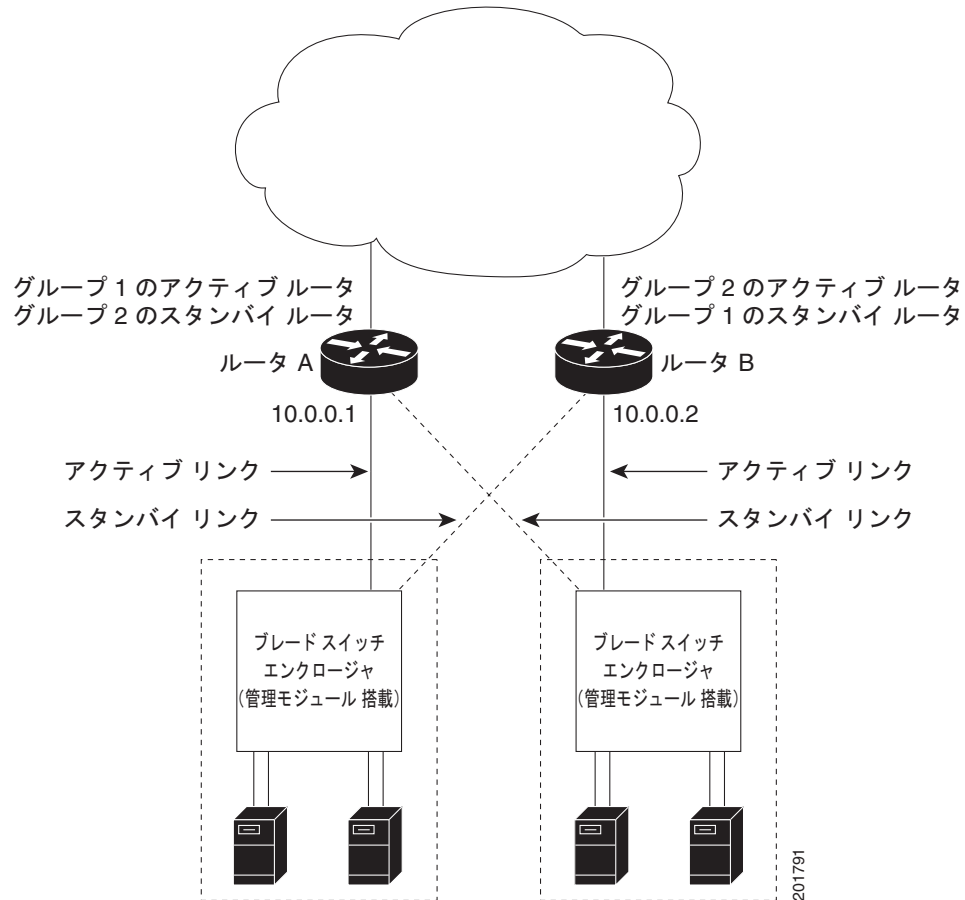 グループ 1 のアクティブ ルータ
グループ 2 のスタンバイ ルータ
グループ 2 のアクティブ ルータ
グループ 1 のスタンバイ ルータ
ルータ A
ルータ B
10.0.0.1
10.0.0.2
アクティブ リンク
アクティブ リンク
スタンバイ リンク
スタンバイ リンク
ブレード スイッチ
エンクロージャ
(管理モジュール 搭載)
ブレード スイッチ
エンクロージャ
(管理モジュール 搭載)
201791